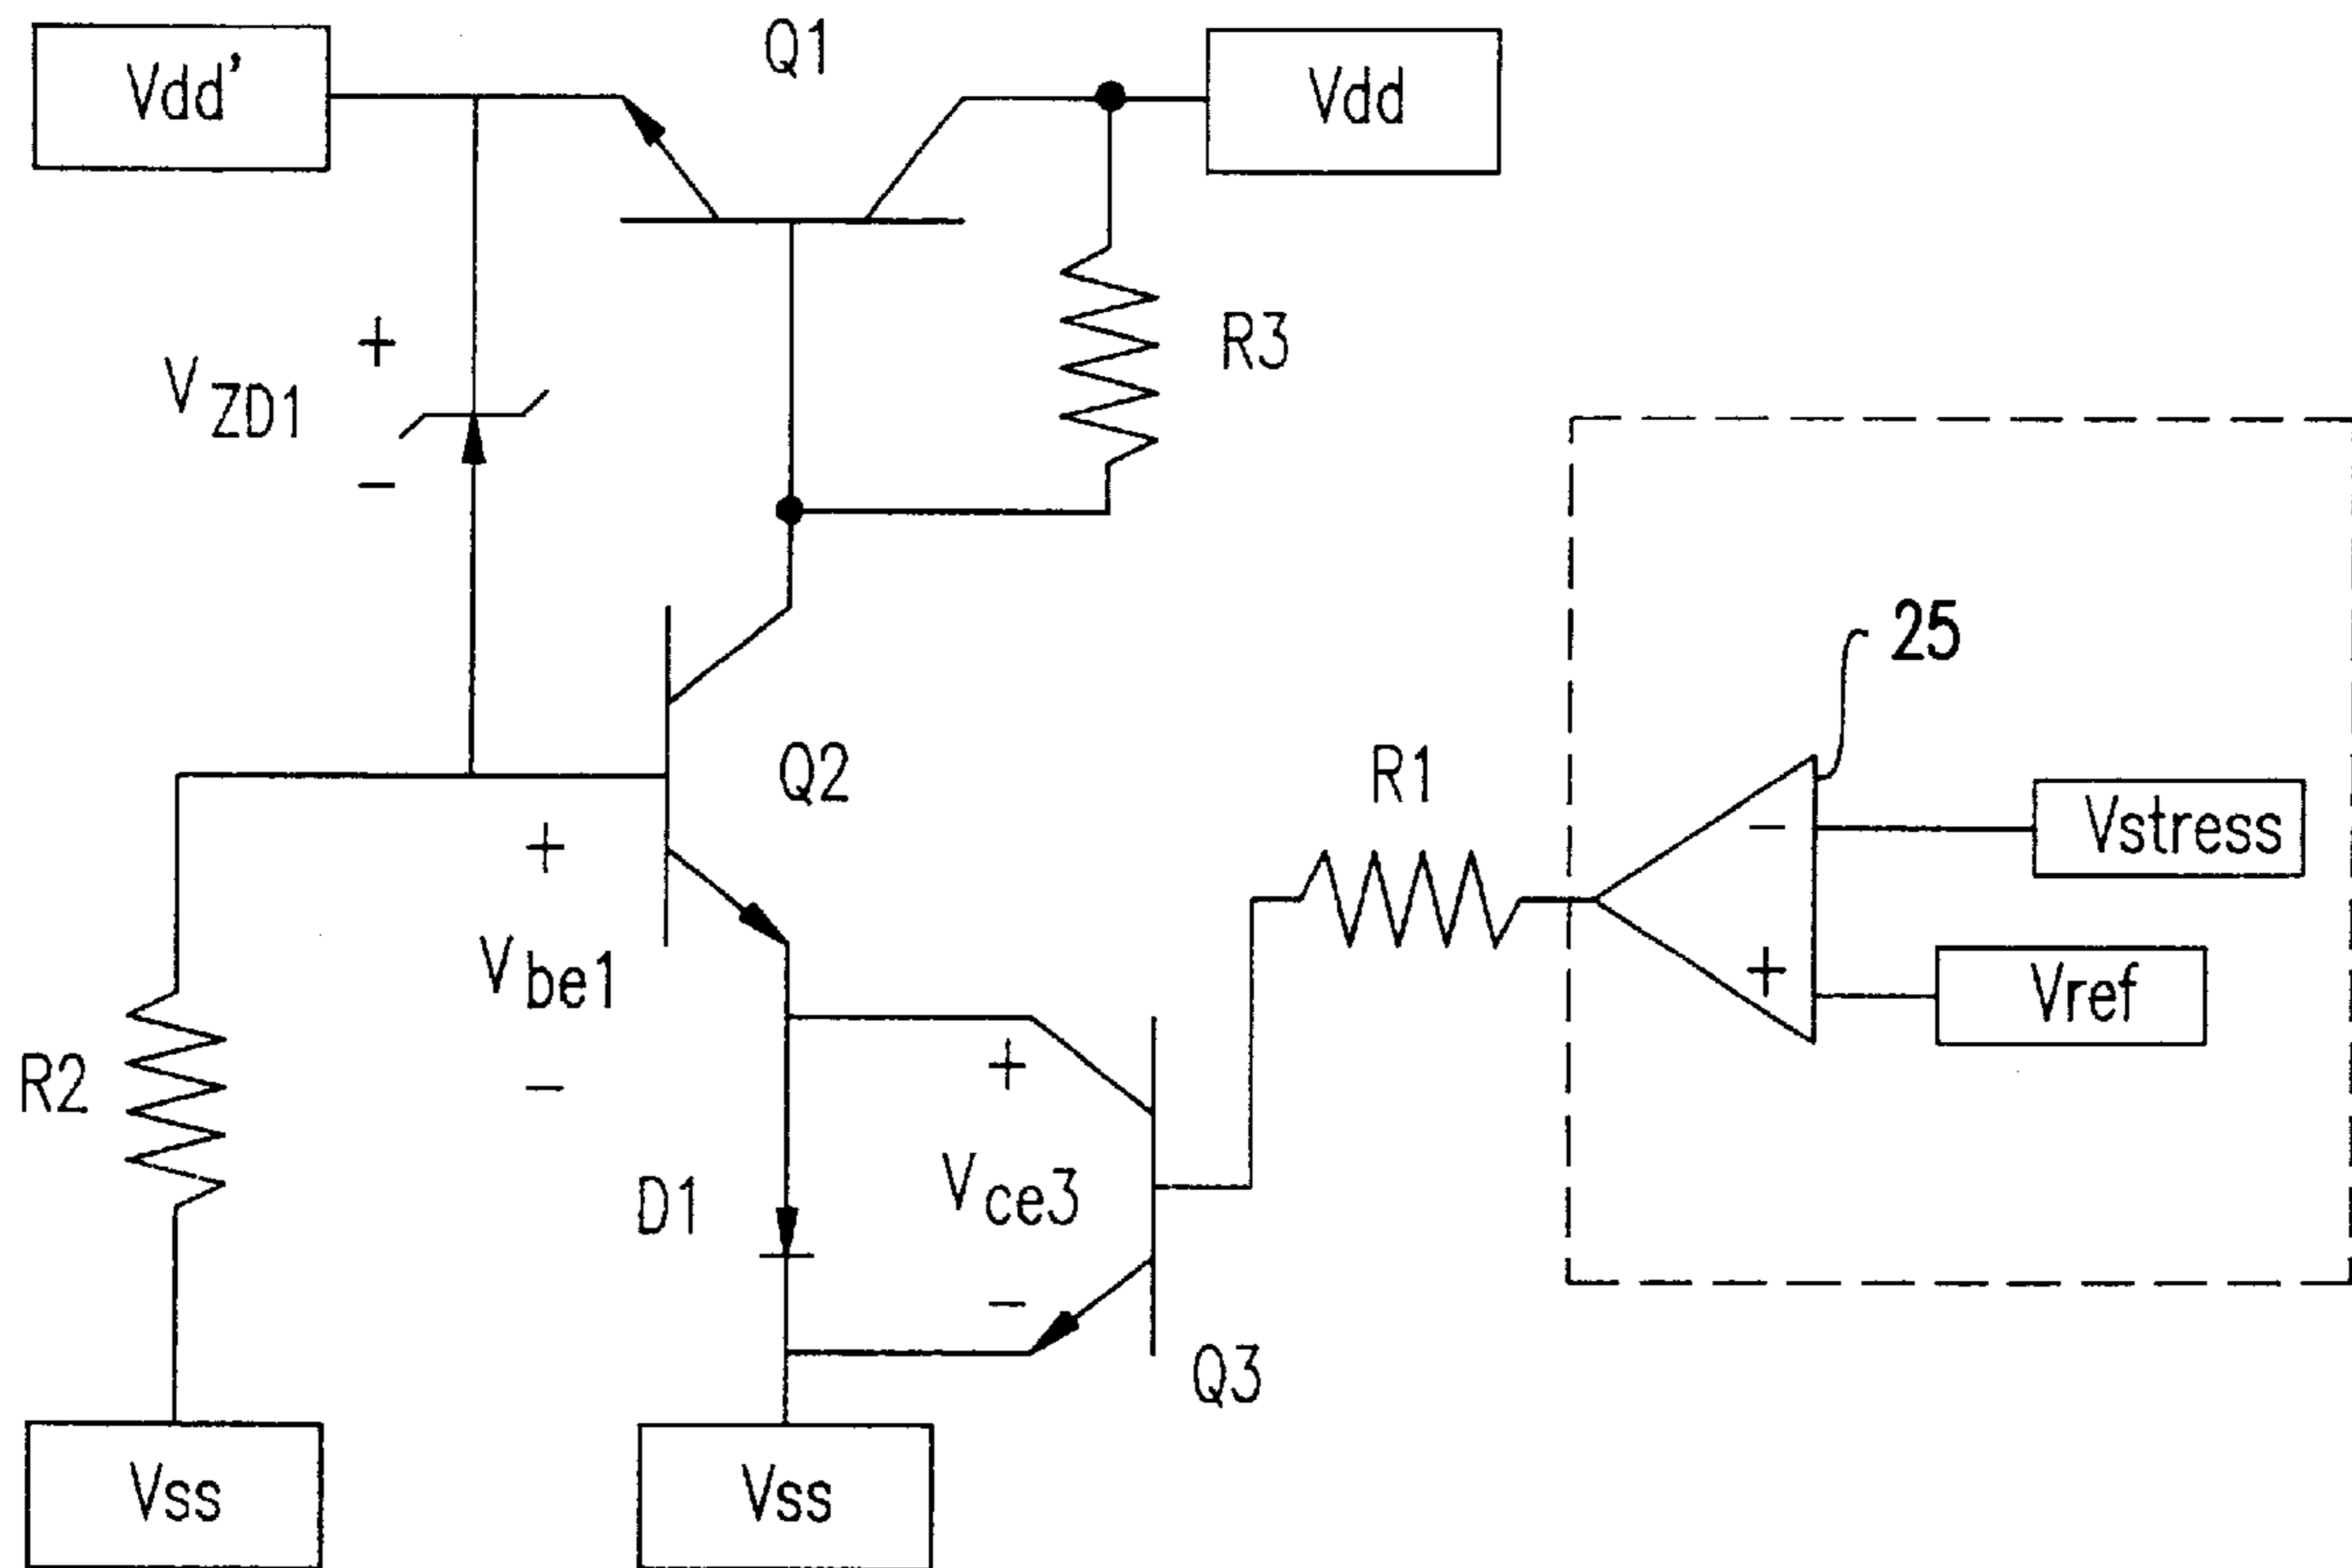 Vdd'
Q1
Vdd
+
VZD1
−
R3
25
Q2
R1
+
Vbe1
−
−
Vstress
+
Vref
R2
+
Vce3
−
D1
Q3
Vss
Vss